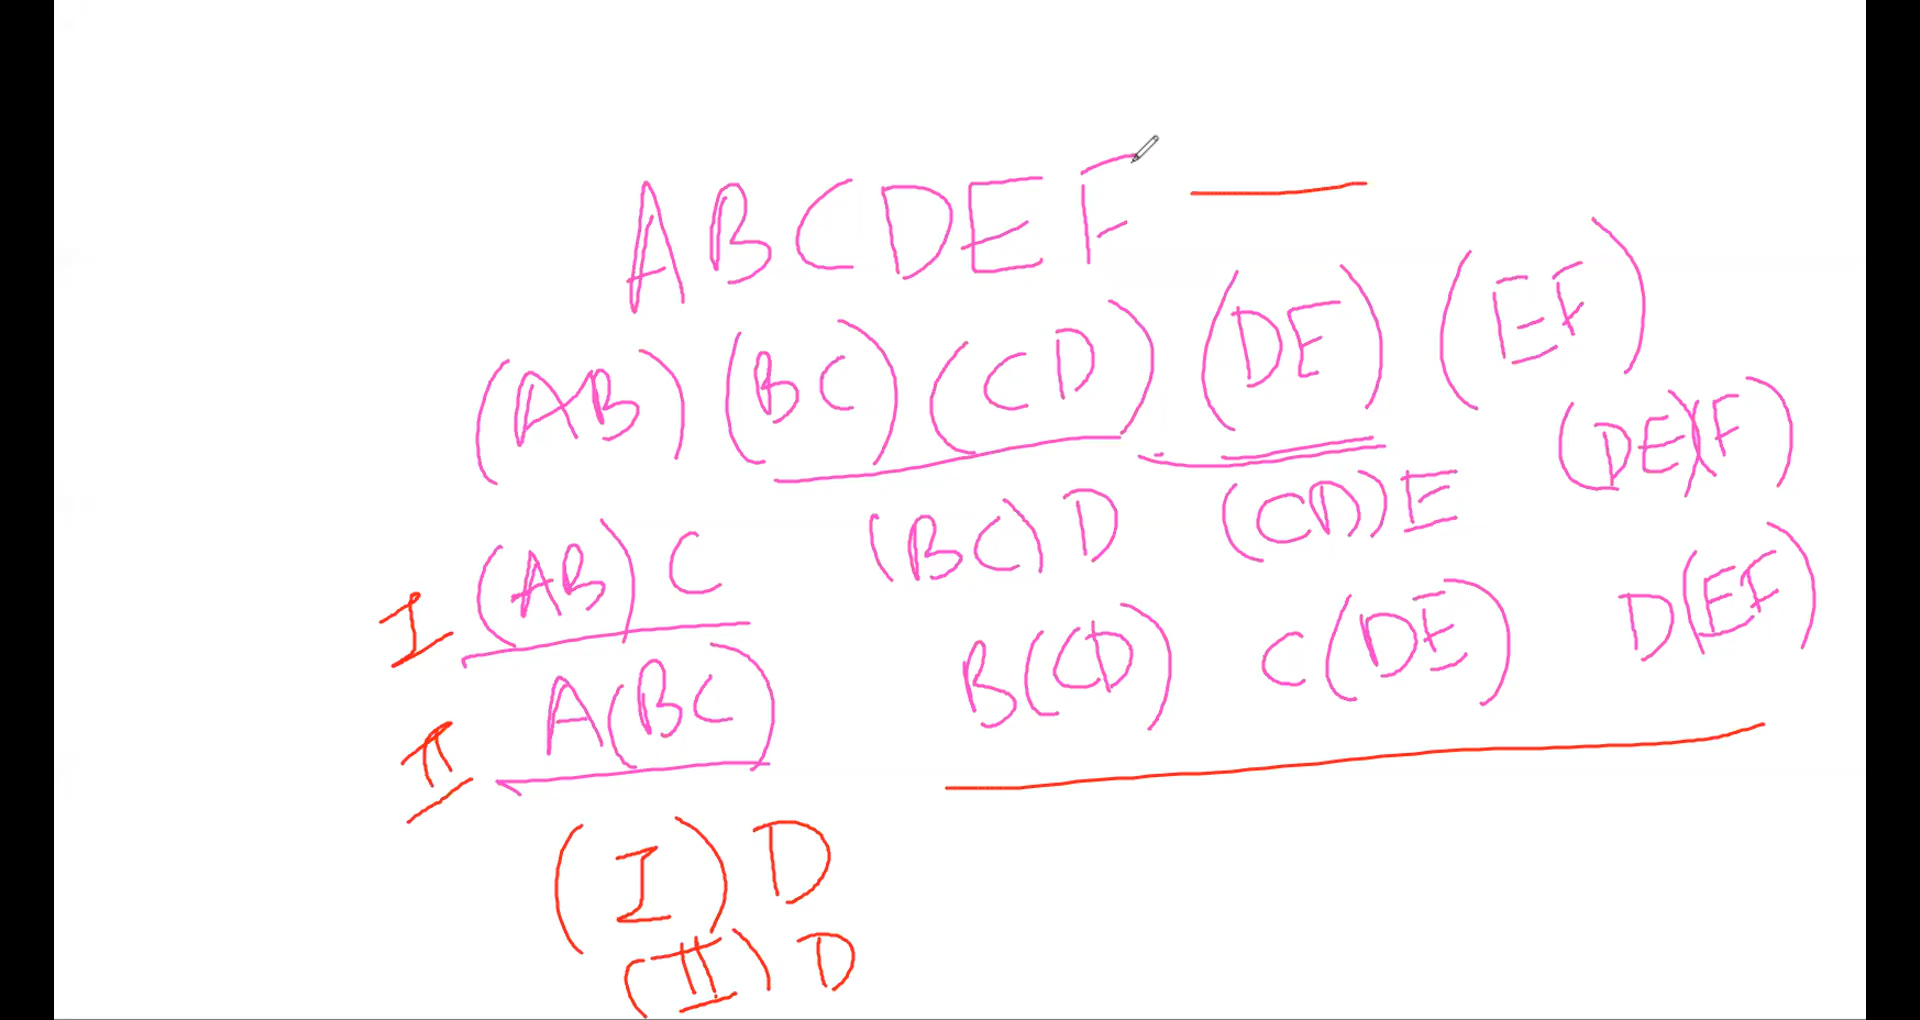 ABCDEF
(AB) (BC) (CD) (DE) (EF)
I (AB) C (BC) D (CD) E (DE)(F)
II A(BC) B(CD) C(DE) D(EF)
(I) D
(II) D